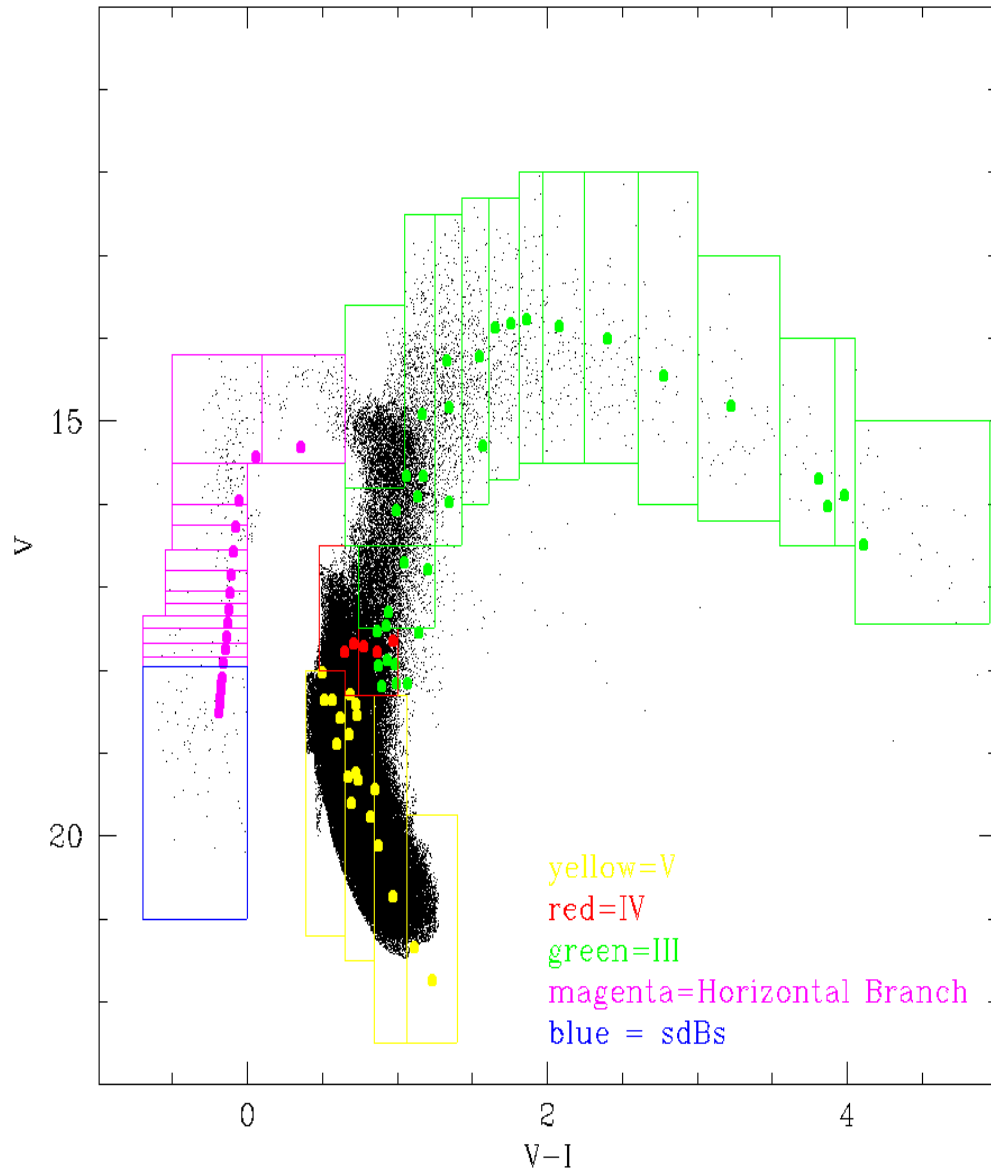 V
15
20
yellow=V
red=IV
green=III
magenta=Horizontal Branch
blue = sdBs
0
2
4
V-I